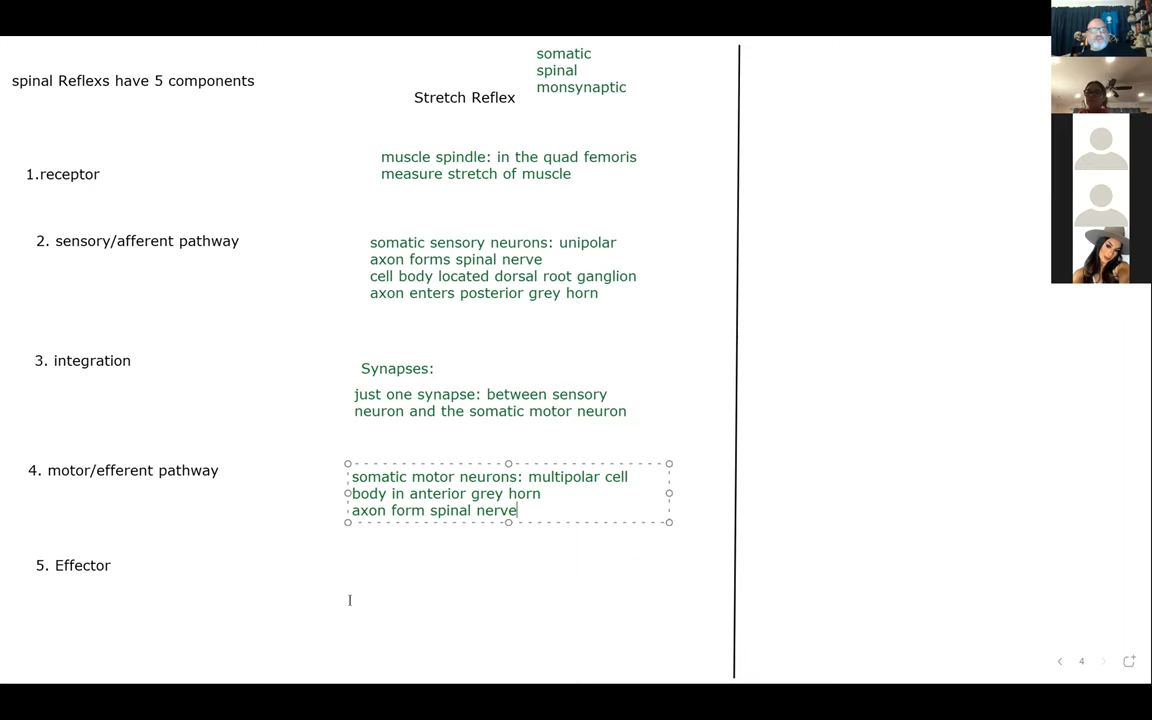 somatic
spinal
monsynaptic
spinal Reflexs have 5 components
Stretch Reflex
muscle spindle: in the quad femoris
measure stretch of muscle
1.receptor
2. sensory/afferent pathway
somatic sensory neurons: unipolar
axon forms spinal nerve
cell body located dorsal root ganglion
axon enters posterior grey horn
3. integration
Synapses:
just one synapse: between sensory
neuron and the somatic motor neuron
4. motor/efferent pathway
somatic motor neurons: multipolar cell
body in anterior grey horn
axon form spinal nerve
5. Effector
4